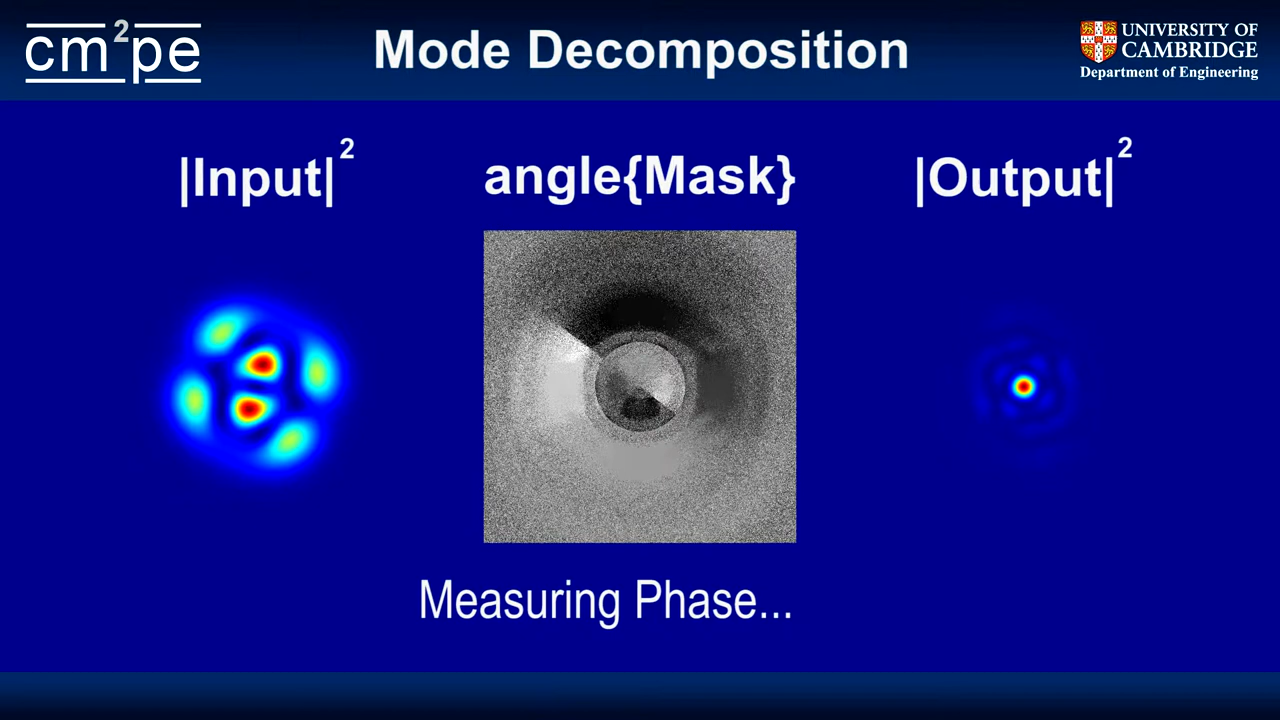 cm²pe
Mode Decomposition
UNIVERSITY OF
CAMBRIDGE
Department of Engineering
|Input|²
angle{Mask}
|Output|²
Measuring Phase...